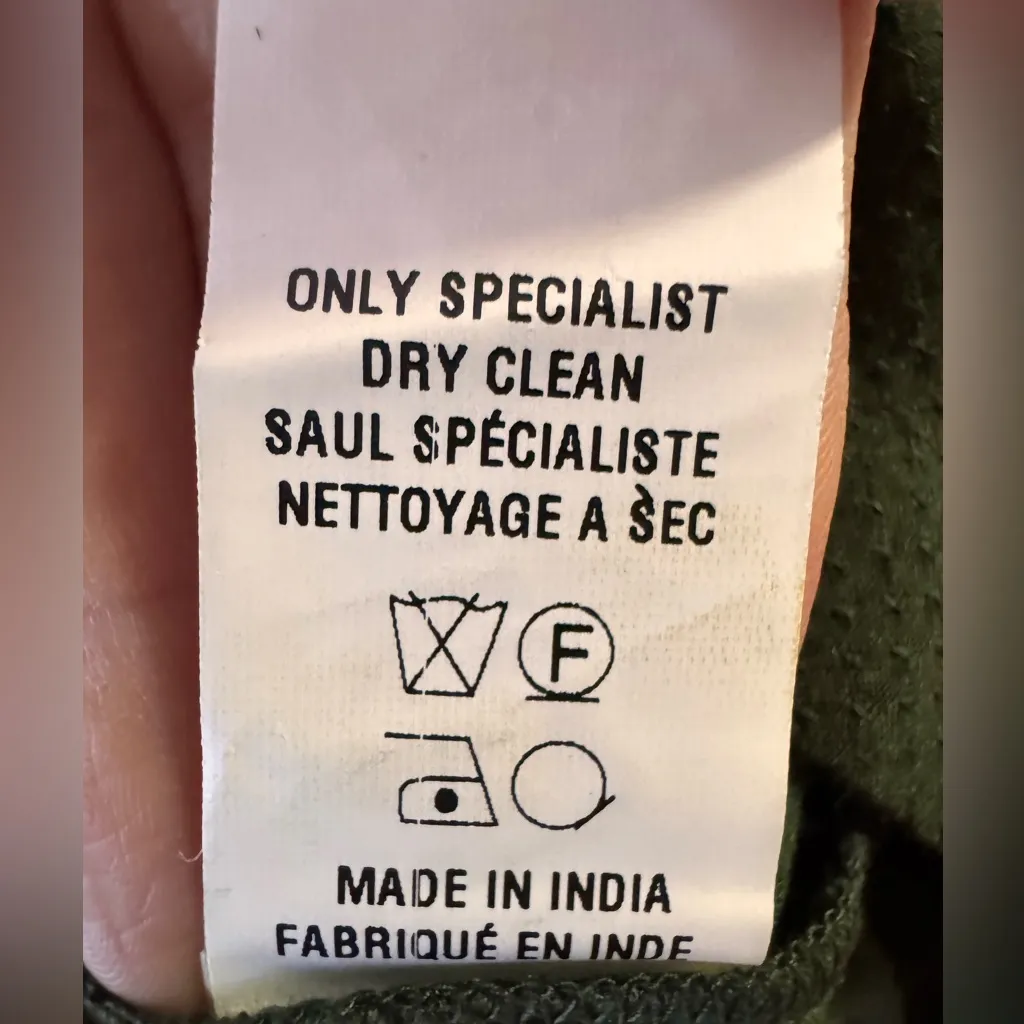 ONLY SPECIALIST
DRY CLEAN
SAUL SPÉCIALISTE
NETTOYAGE A SEC
F
MADE IN INDIA
FABRIQUÉ EN INDE